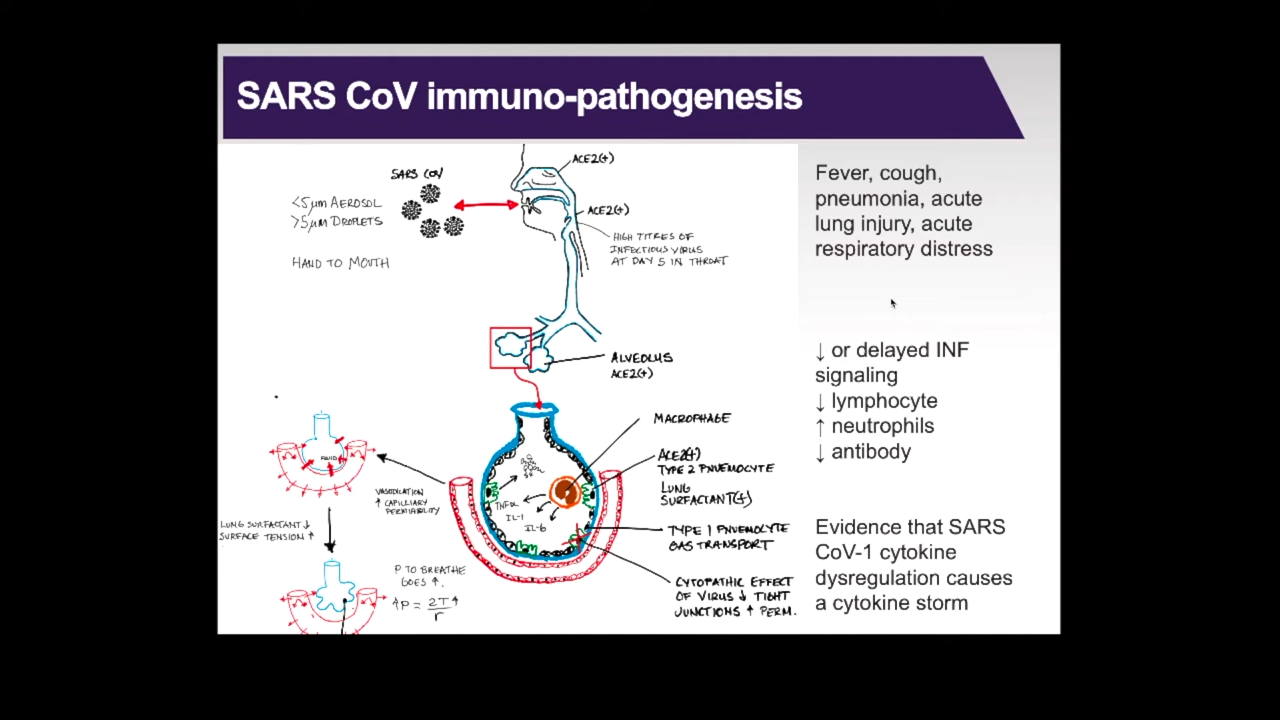 SARS CoV immuno-pathogenesis
SARS COV
<5µm AEROSOL
>5µm DROPLETS
HAND TO MOUTH
ACE2(+)
ACE2(+)
HIGH TITRES OF
INFECTIOUS VIRUS
AT DAY 5 IN THROAT
ALVEOLUS
ACE2(+)
MACROPHAGE
ACE2(+)
TYPE 2 PNUEMOCYTE
LUNG
SURFACTANT(+)
TYPE 1 PNUEMOLYTE
GAS TRANSPORT
CYTOPATHIC EFFECT
OF VIRUS ↓ TIGHT
JUNCTIONS ↑ PERM.
TNFα
IL-1
IL-6
FLUID
VASODILATION
↑ CAPILLIARY
PERMIABILITY
LUNG SURFACTANT ↓
SURFACE TENSION ↑
P TO BREATHE
GOES ↑.
↑P = 2T↑
r
Fever, cough,
pneumonia, acute
lung injury, acute
respiratory distress
↓ or delayed INF
signaling
↓ lymphocyte
↑ neutrophils
↓ antibody
Evidence that SARS
CoV-1 cytokine
dysregulation causes
a cytokine storm